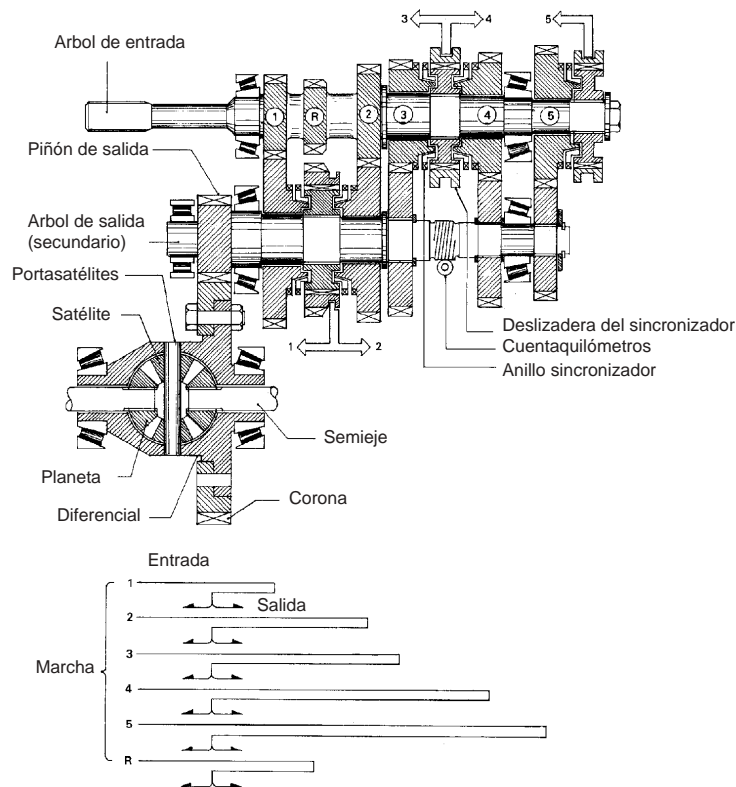 3 4 5
Arbol de entrada
1 R 2 3 4 5
Piñón de salida
Arbol de salida
(secundario)
Portasatélites
Satélite
Deslizadera del sincronizador
Cuentaquilómetros
Anillo sincronizador
1 2
Semieje
Planeta
Corona
Diferencial
Entrada
1
Salida
2
3
Marcha
4
5
R